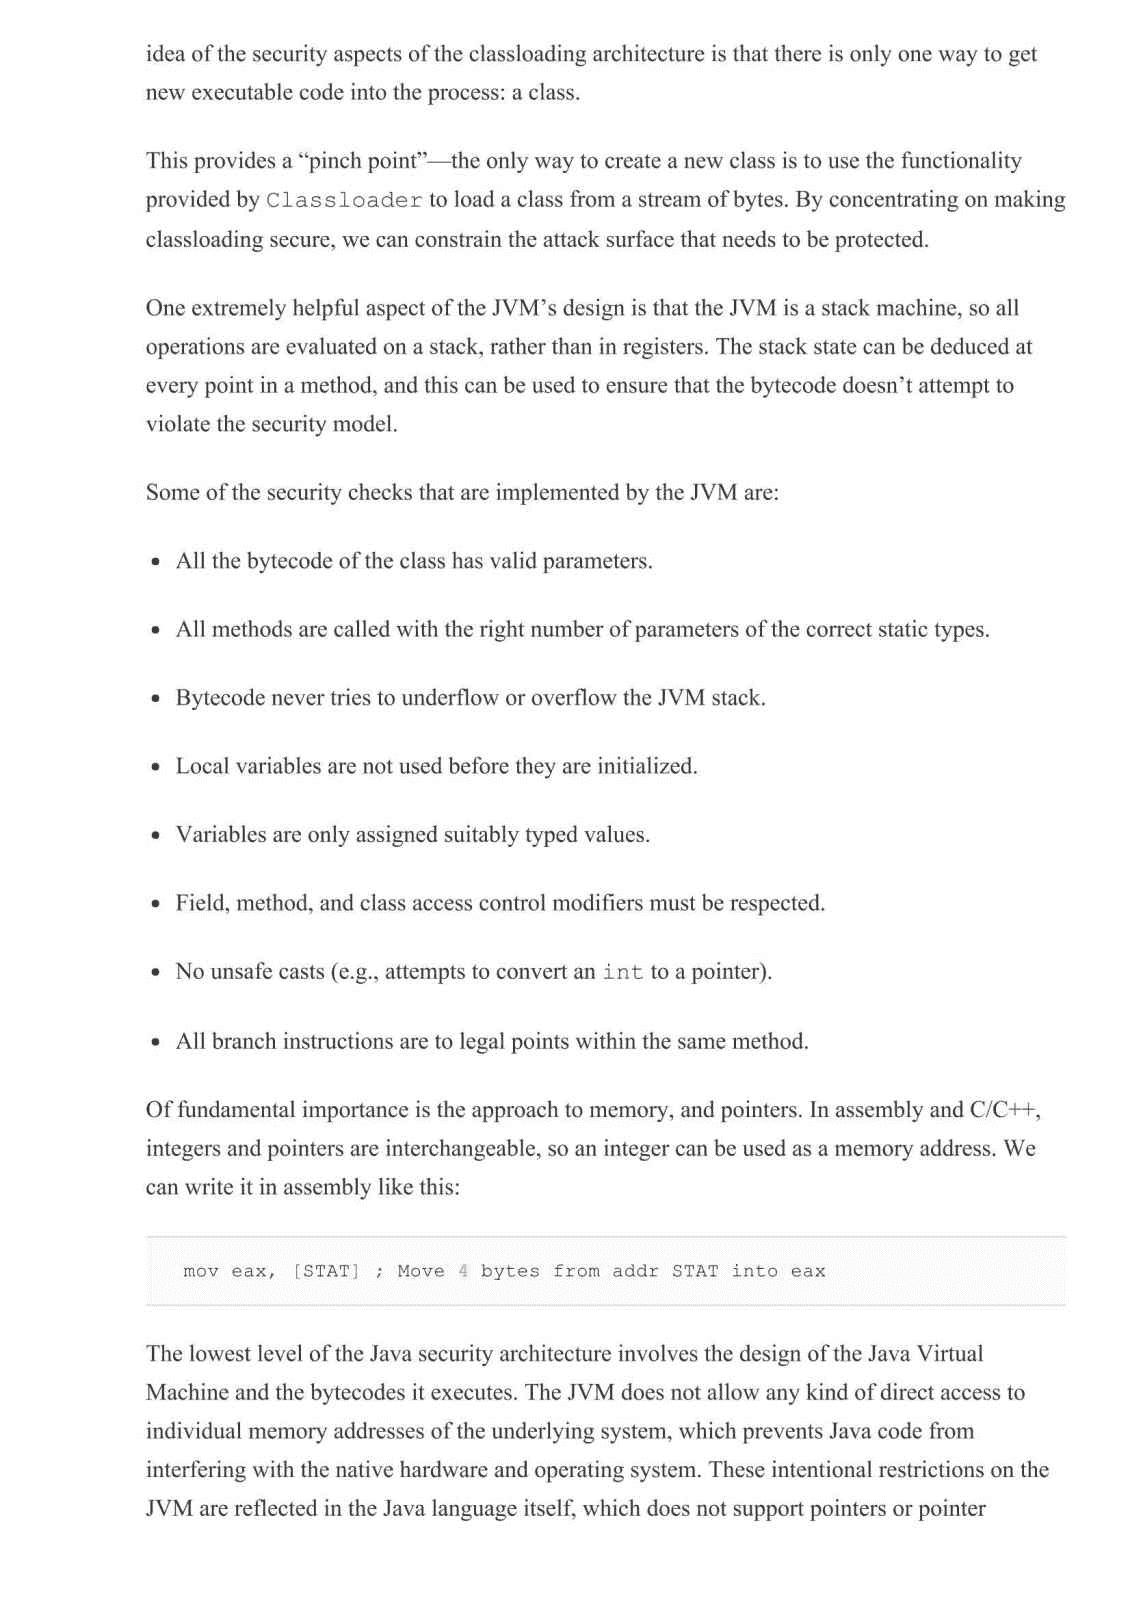 idea of the security aspects of the classloading architecture is that there is only one way to get
new executable code into the process: a class.
This provides a “pinch point”—the only way to create a new class is to use the functionality
provided by Classloader to load a class from a stream of bytes. By concentrating on making
classloading secure, we can constrain the attack surface that needs to be protected.
One extremely helpful aspect of the JVM’s design is that the JVM is a stack machine, so all
operations are evaluated on a stack, rather than in registers. The stack state can be deduced at
every point in a method, and this can be used to ensure that the bytecode doesn’t attempt to
violate the security model.
Some of the security checks that are implemented by the JVM are:
• All the bytecode of the class has valid parameters.
• All methods are called with the right number of parameters of the correct static types.
• Bytecode never tries to underflow or overflow the JVM stack.
• Local variables are not used before they are initialized.
• Variables are only assigned suitably typed values.
• Field, method, and class access control modifiers must be respected.
• No unsafe casts (e.g., attempts to convert an int to a pointer).
• All branch instructions are to legal points within the same method.
Of fundamental importance is the approach to memory, and pointers. In assembly and C/C++,
integers and pointers are interchangeable, so an integer can be used as a memory address. We
can write it in assembly like this:
mov eax, [STAT] ; Move 4 bytes from addr STAT into eax
The lowest level of the Java security architecture involves the design of the Java Virtual
Machine and the bytecodes it executes. The JVM does not allow any kind of direct access to
individual memory addresses of the underlying system, which prevents Java code from
interfering with the native hardware and operating system. These intentional restrictions on the
JVM are reflected in the Java language itself, which does not support pointers or pointer